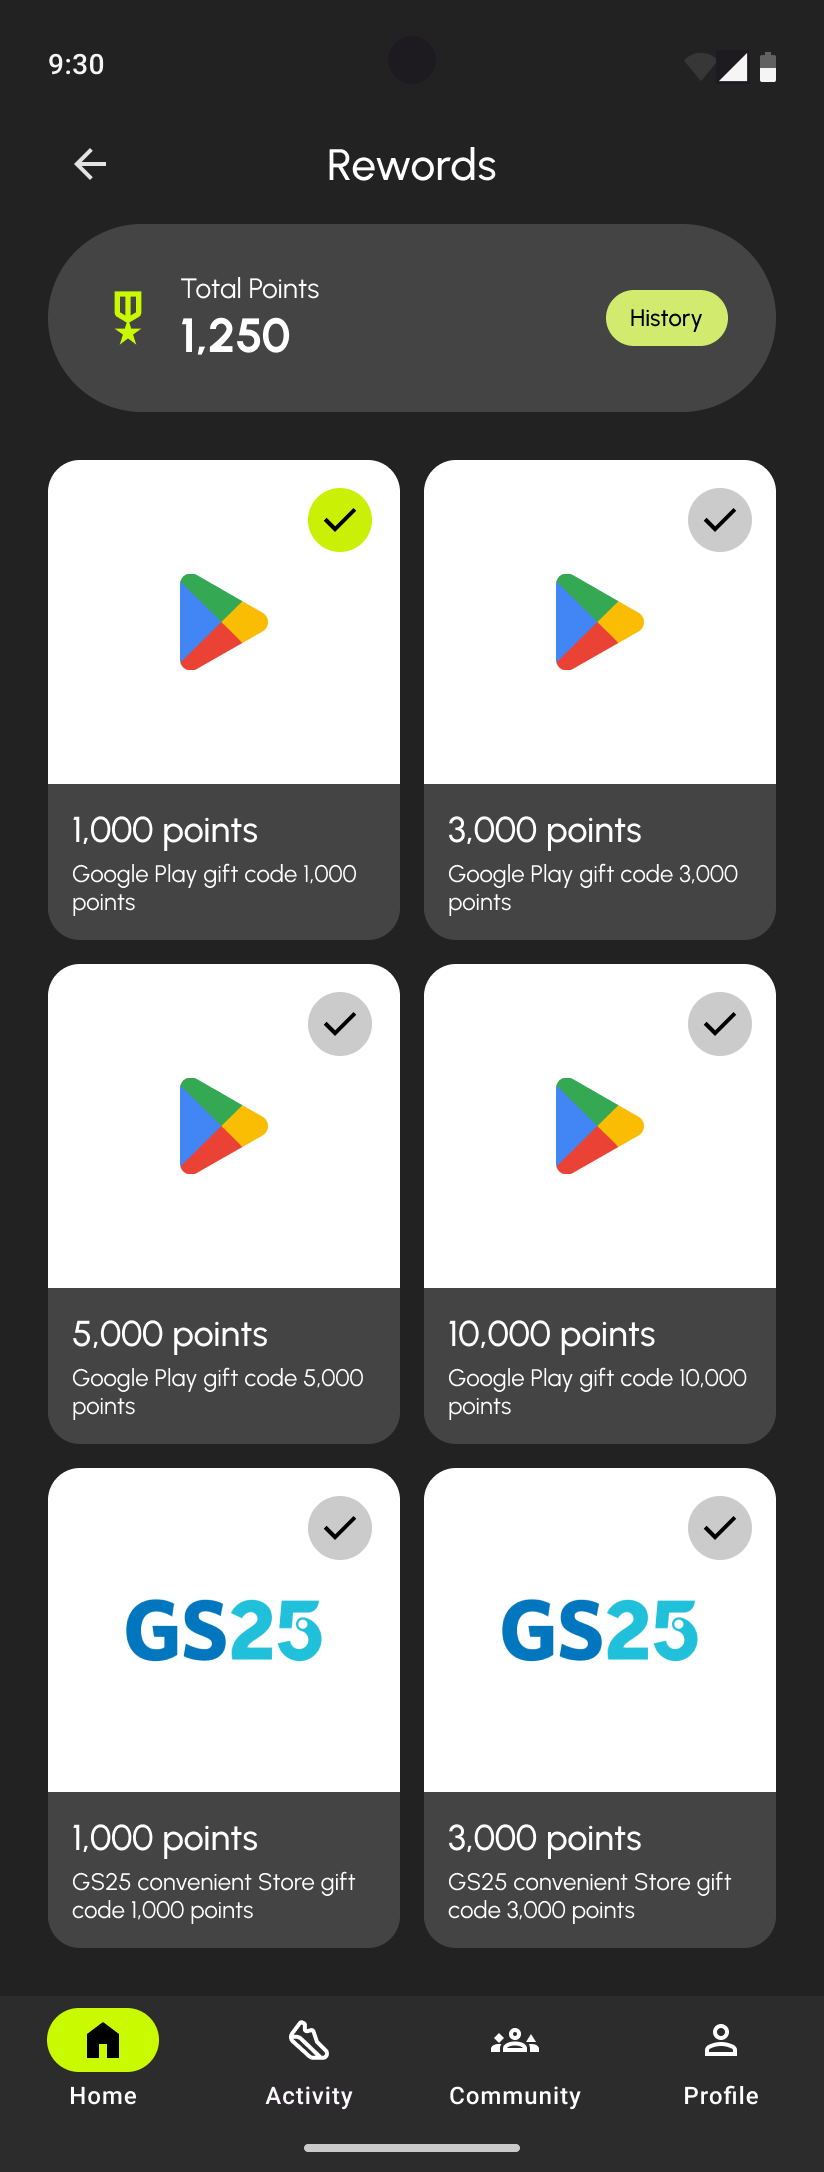 9:30
Rewords
Total Points
1,250
History
1,000 points
Google Play gift code 1,000
points
3,000 points
Google Play gift code 3,000
points
5,000 points
Google Play gift code 5,000
points
10,000 points
Google Play gift code 10,000
points
GS25
1,000 points
GS25 convenient Store gift
code 1,000 points
GS25
3,000 points
GS25 convenient Store gift
code 3,000 points
Home
Activity
Community
Profile